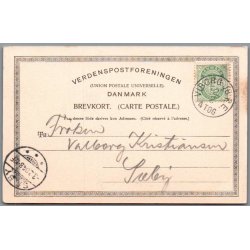 VERDENSPOSTFORENINGEN
(UNION POSTALE UNIVERSELLE)
DANMARK
BREVKORT. (CARTE POSTALE.)
Paa denne Side skrives kun Adressen. (Côté réservé à l'adresse.)
Til Frøken
Valborg Kristiansen
Sæby